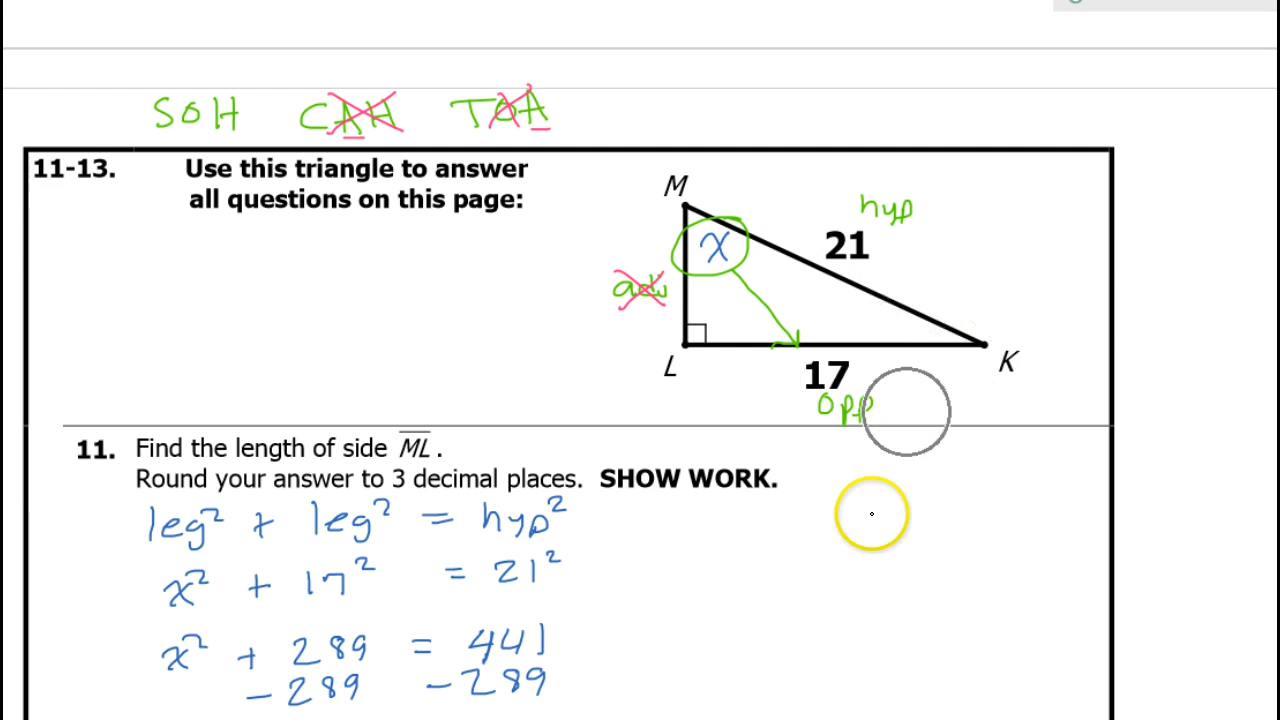 SOH CAH TOA
11-13. Use this triangle to answer
all questions on this page:
M
hyp
x
21
adj
L
17
K
opp
11. Find the length of side ML.
Round your answer to 3 decimal places. SHOW WORK.
leg² + leg² = hyp²
x² + 17² = 21²
x² + 289 = 441
-289 -289